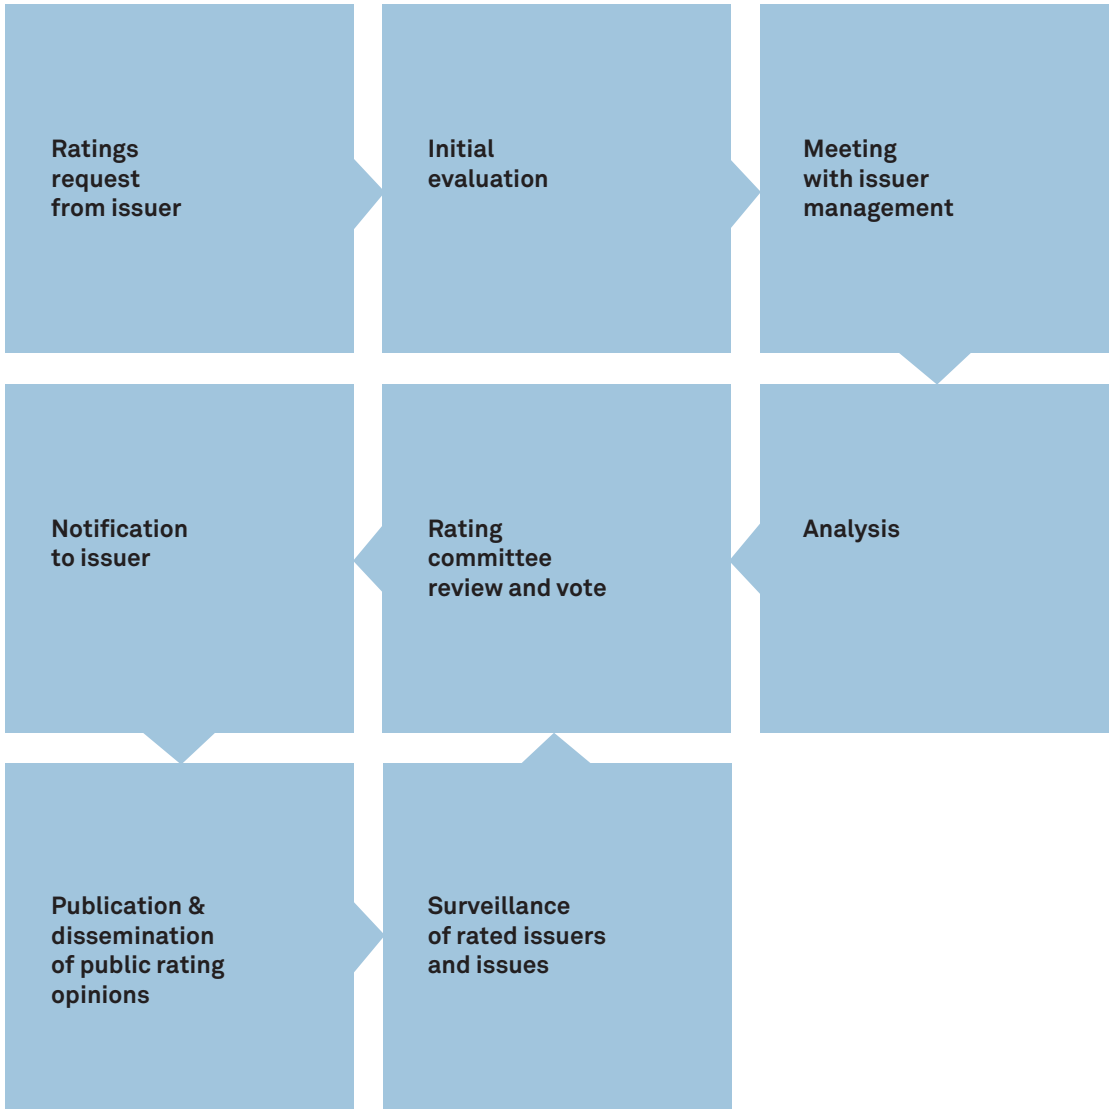 Ratings
request
from issuer
Initial
evaluation
Meeting
with issuer
management
Notification
to issuer
Rating
committee
review and vote
Analysis
Publication &
dissemination
of public rating
opinions
Surveillance
of rated issuers
and issues